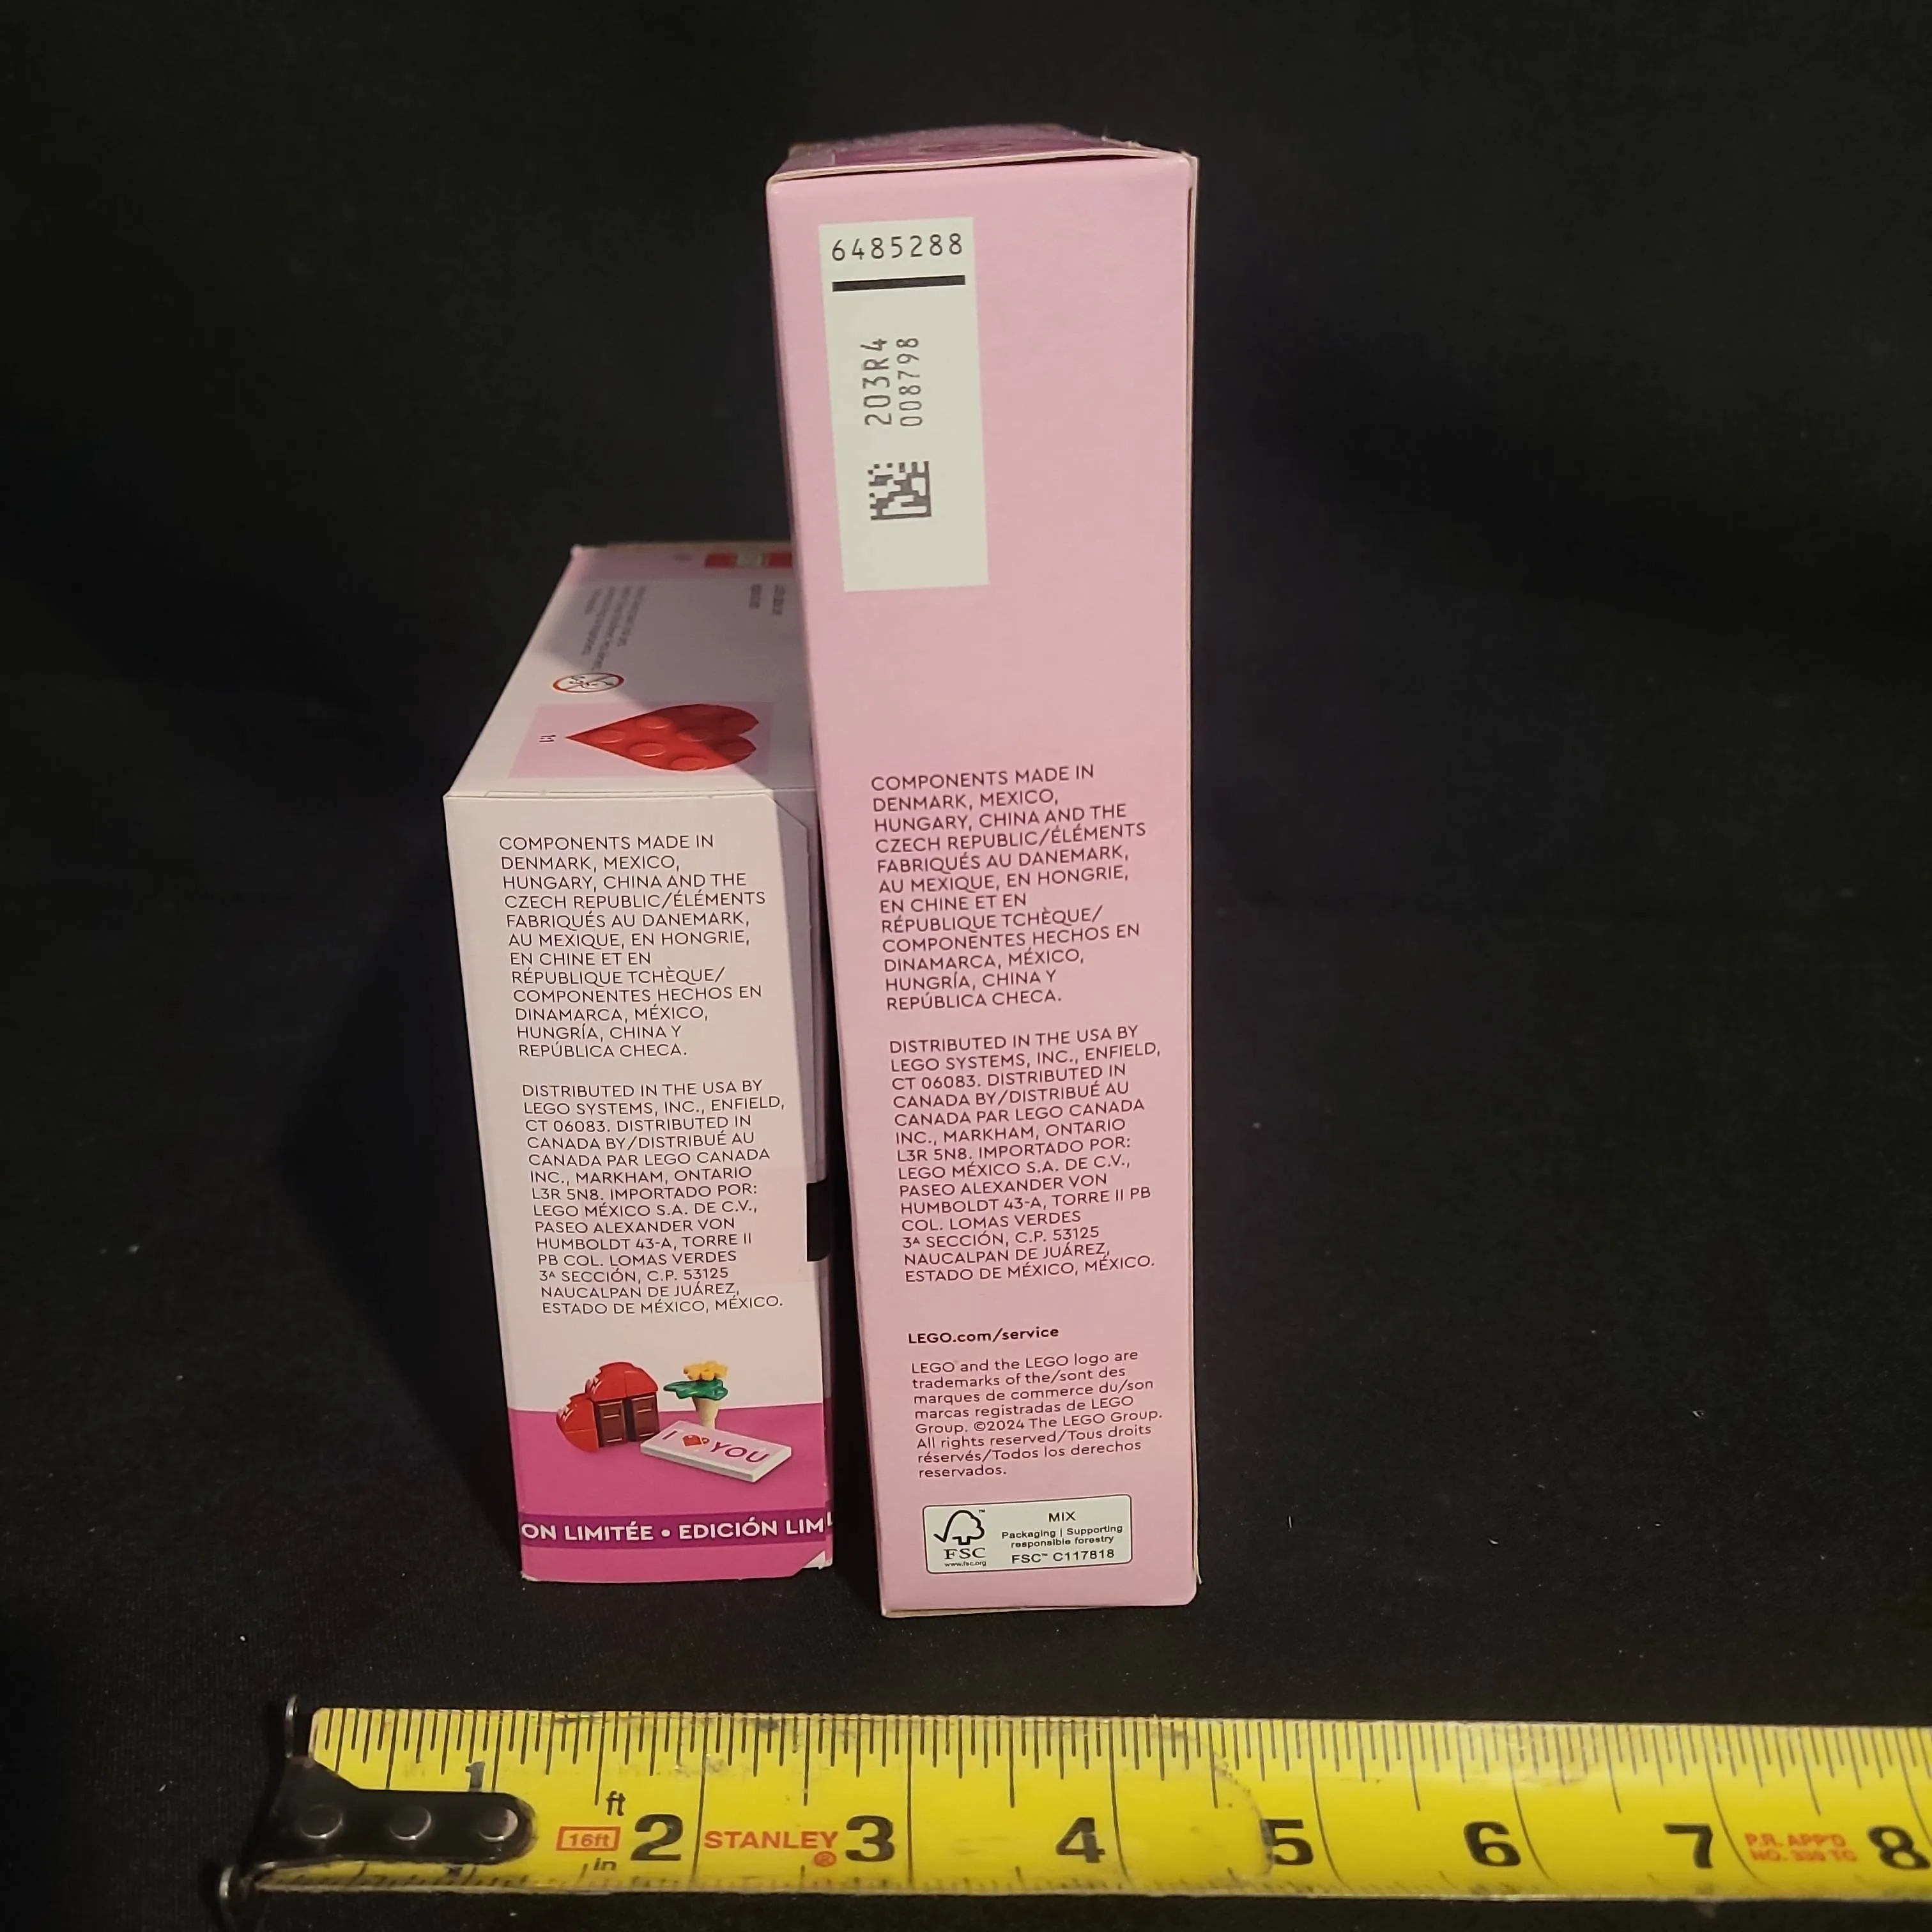 1:1
COMPONENTS MADE IN
DENMARK, MEXICO,
HUNGARY, CHINA AND THE
CZECH REPUBLIC/ÉLÉMENTS
FABRIQUÉS AU DANEMARK,
AU MEXIQUE, EN HONGRIE,
EN CHINE ET EN
RÉPUBLIQUE TCHÈQUE/
COMPONENTES HECHOS EN
DINAMARCA, MÉXICO,
HUNGRÍA, CHINA Y
REPÚBLICA CHECA.
DISTRIBUTED IN THE USA BY
LEGO SYSTEMS, INC., ENFIELD,
CT 06083. DISTRIBUTED IN
CANADA BY/DISTRIBUÉ AU
CANADA PAR LEGO CANADA
INC., MARKHAM, ONTARIO
L3R 5N8. IMPORTADO POR:
LEGO MÉXICO S.A. DE C.V.,
PASEO ALEXANDER VON
HUMBOLDT 43-A, TORRE II
PB COL. LOMAS VERDES
3ᴬ SECCIÓN, C.P. 53125
NAUCALPAN DE JUÁREZ,
ESTADO DE MÉXICO, MÉXICO.
I ❤ YOU
ON LIMITÉE • EDICIÓN LIM
6485288
203R4
008798
COMPONENTS MADE IN
DENMARK, MEXICO,
HUNGARY, CHINA AND THE
CZECH REPUBLIC/ÉLÉMENTS
FABRIQUÉS AU DANEMARK,
AU MEXIQUE, EN HONGRIE,
EN CHINE ET EN
RÉPUBLIQUE TCHÈQUE/
COMPONENTES HECHOS EN
DINAMARCA, MÉXICO,
HUNGRÍA, CHINA Y
REPÚBLICA CHECA.
DISTRIBUTED IN THE USA BY
LEGO SYSTEMS, INC., ENFIELD,
CT 06083. DISTRIBUTED IN
CANADA BY/DISTRIBUÉ AU
CANADA PAR LEGO CANADA
INC., MARKHAM, ONTARIO
L3R 5N8. IMPORTADO POR:
LEGO MÉXICO S.A. DE C.V.,
PASEO ALEXANDER VON
HUMBOLDT 43-A, TORRE II PB
COL. LOMAS VERDES
3ᴬ SECCIÓN, C.P. 53125
NAUCALPAN DE JUÁREZ,
ESTADO DE MÉXICO, MÉXICO.
LEGO.com/service
LEGO and the LEGO logo are
trademarks of the/sont des
marques de commerce du/son
marcas registradas de LEGO
Group. ©2024 The LEGO Group.
All rights reserved/Tous droits
réservés/Todos los derechos
reservados.
FSC
www.fsc.org
MIX
Packaging | Supporting
responsible forestry
FSC™ C117818
1 ft 2 STANLEY® 3 4 5 6 7 8
16ft
in
P.R. APP'D
NO. 330 TO